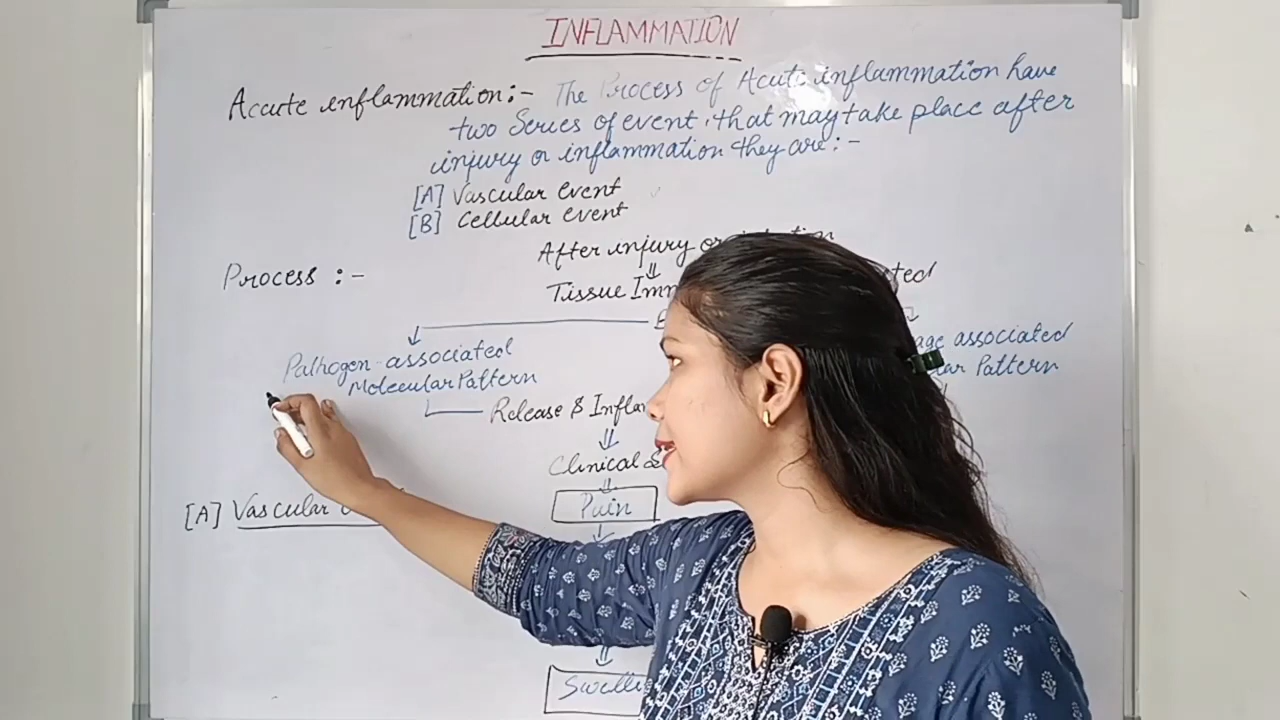 INFLAMMATION
Accute inflammation:- The Process of Acute inflammation have
two Series of event, that may take place after
injury or inflammation they are:-
[A] Vascular event
[B] Cellular event
After injury or
Process :-
Tissue Imm
Pathogen-associated
Molecular Pattern
age associated
Pattern
Release & Infla
Clinical
Pain
[A] Vascular
Swelli